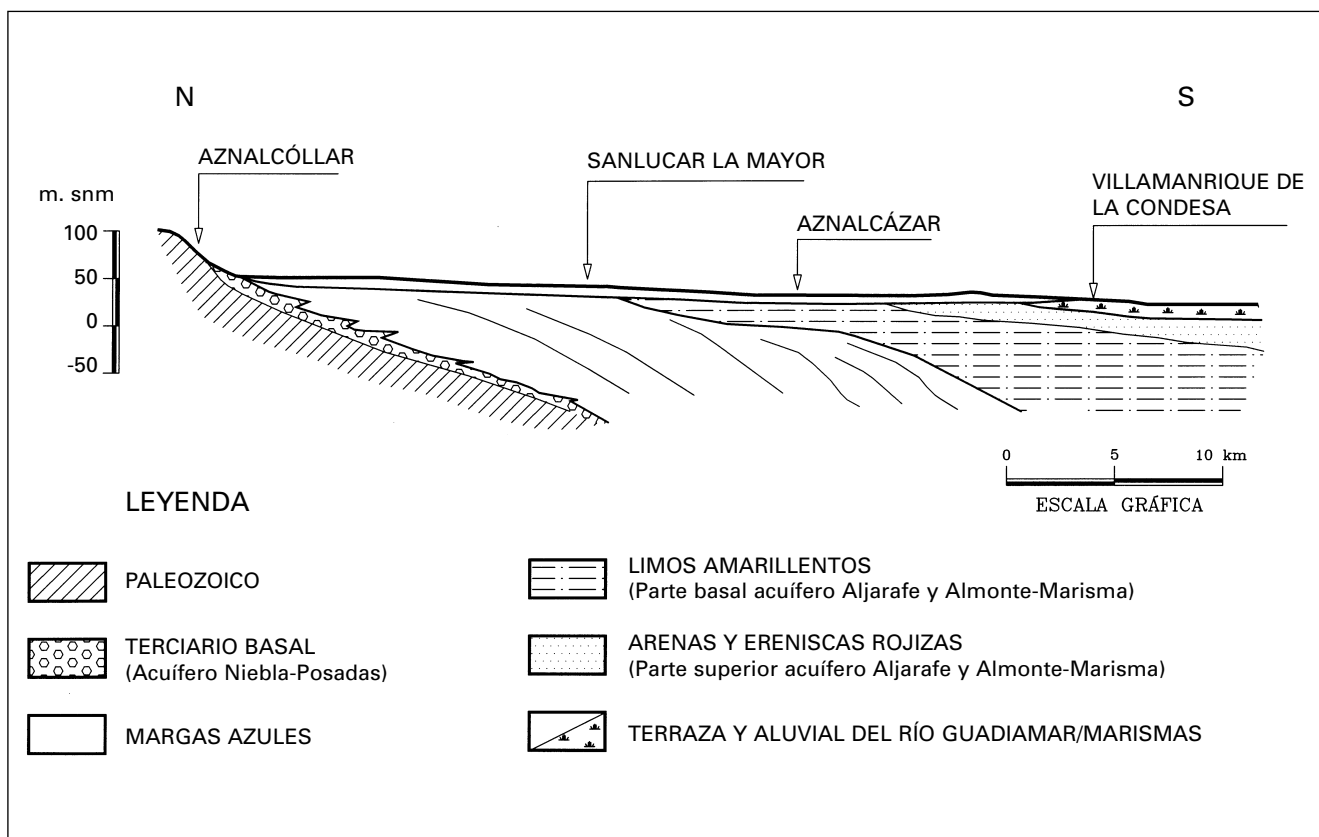 N
S
AZNALCÓLLAR
SANLUCAR LA MAYOR
VILLAMANRIQUE DE
LA CONDESA
AZNALCÁZAR
m. snm
100
50
0
-50
0 5 10 km
ESCALA GRÁFICA
LEYENDA
PALEOZOICO
TERCIARIO BASAL
(Acuífero Niebla-Posadas)
MARGAS AZULES
LIMOS AMARILLENTOS
(Parte basal acuífero Aljarafe y Almonte-Marisma)
ARENAS Y ERENISCAS ROJIZAS
(Parte superior acuífero Aljarafe y Almonte-Marisma)
TERRAZA Y ALUVIAL DEL RÍO GUADIAMAR/MARISMAS